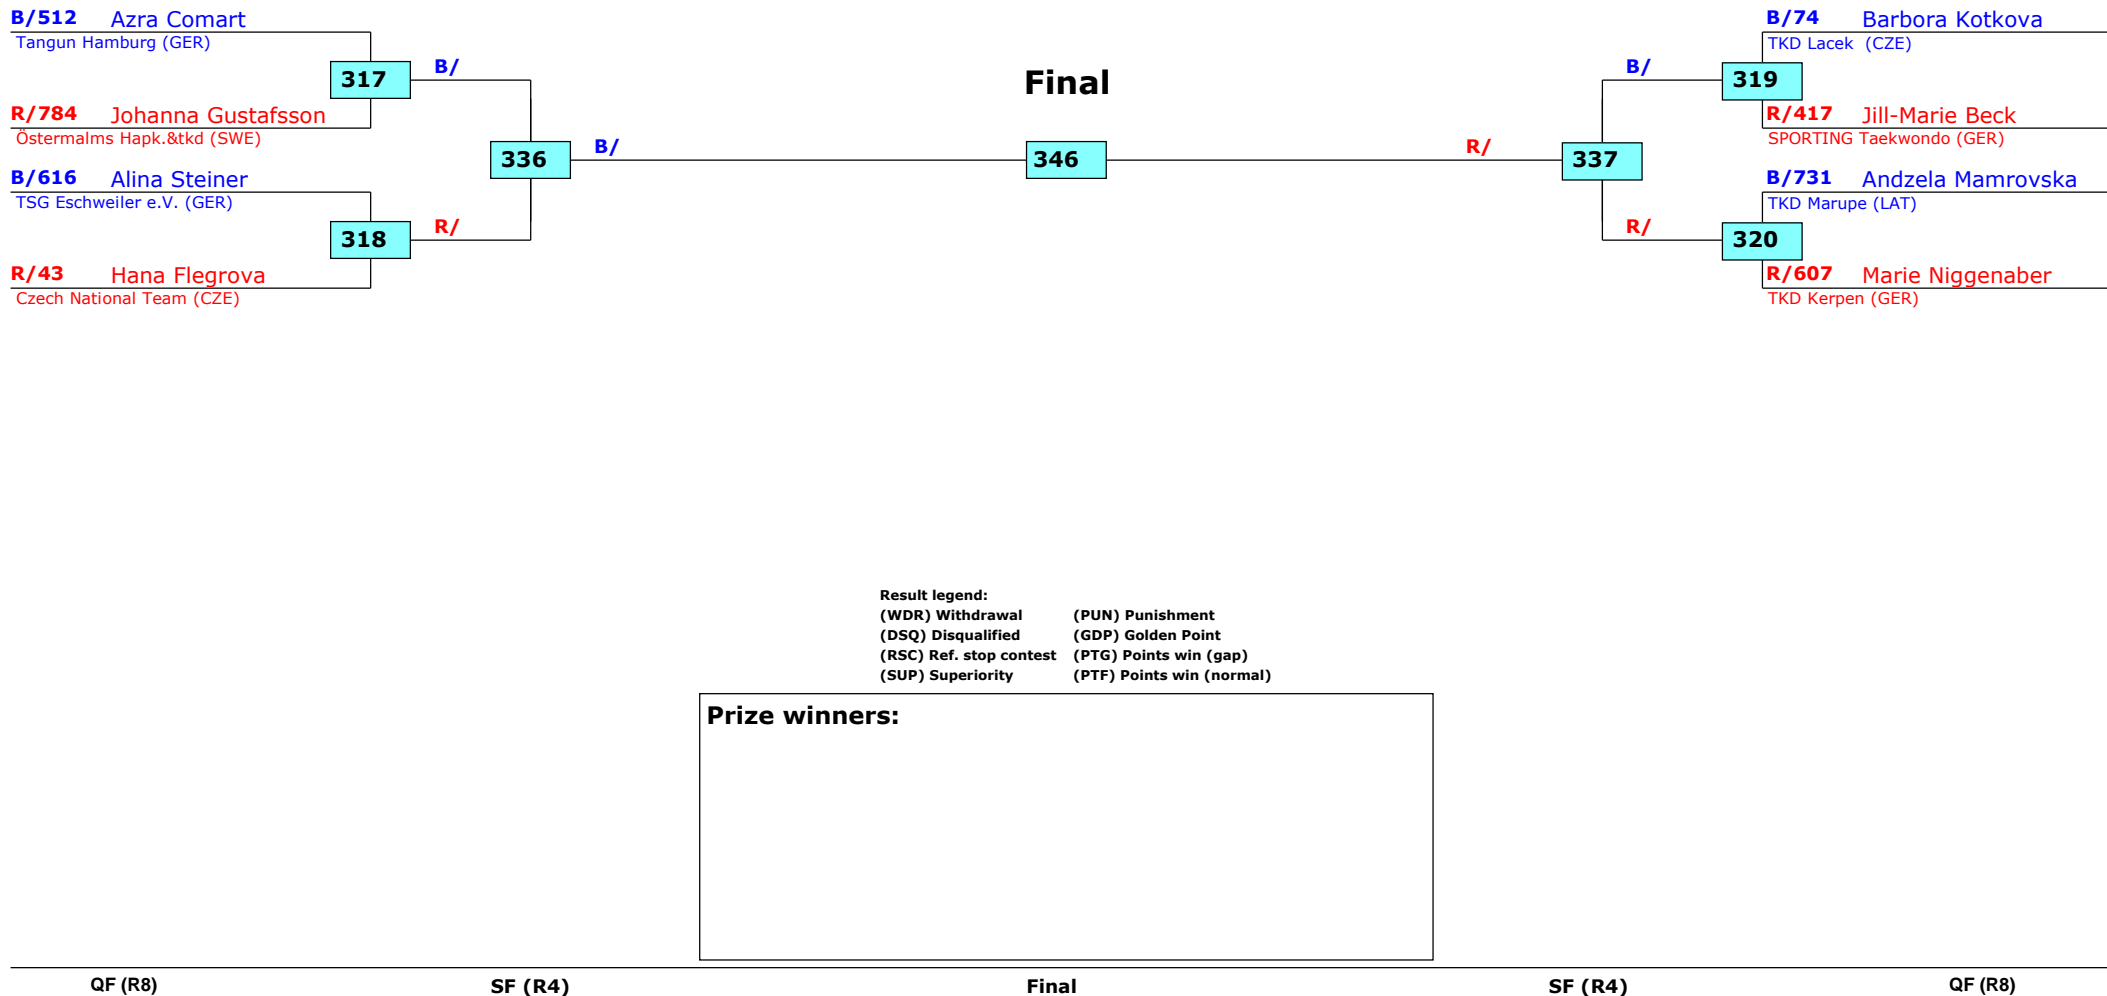 B/512 Azra Comart
Tangun Hamburg (GER)
317
B/
R/784 Johanna Gustafsson
Östermalms Hapk.&tkd (SWE)
336
B/
B/616 Alina Steiner
TSG Eschweiler e.V. (GER)
318
R/
R/43 Hana Flegrova
Czech National Team (CZE)
Final
346
B/74 Barbora Kotkova
TKD Lacek (CZE)
B/
319
R/417 Jill-Marie Beck
SPORTING Taekwondo (GER)
R/
337
B/731 Andzela Mamrovska
TKD Marupe (LAT)
R/
320
R/607 Marie Niggenaber
TKD Kerpen (GER)
Result legend:
(WDR) Withdrawal (PUN) Punishment
(DSQ) Disqualified (GDP) Golden Point
(RSC) Ref. stop contest (PTG) Points win (gap)
(SUP) Superiority (PTF) Points win (normal)
Prize winners:
QF (R8) SF (R4) Final SF (R4) QF (R8)